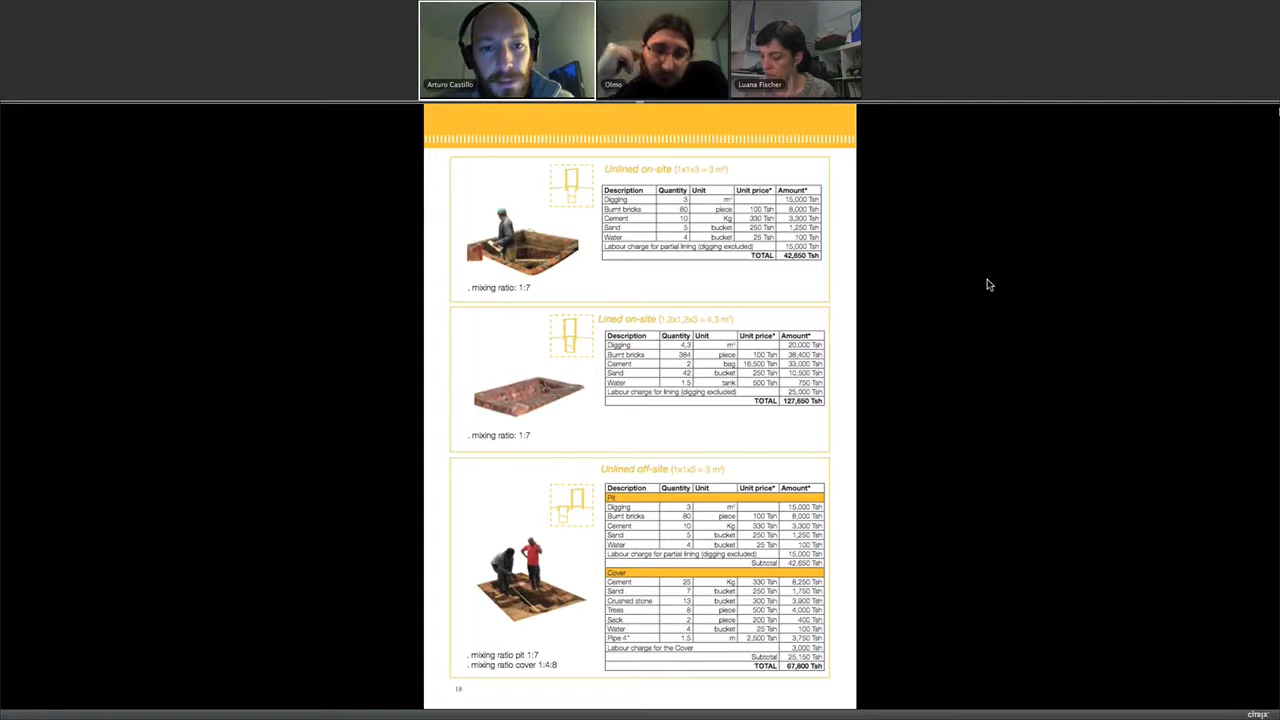 Arturo Castillo
Olmo
Luana Fischer
Unlined on-site (1x1x3 = 3 m³)
Description Quantity Unit Unit price* Amount*
Digging 3 m³ 15,000 Tsh
Burnt bricks 80 piece 100 Tsh 8,000 Tsh
Cement 10 Kg 330 Tsh 3,300 Tsh
Sand 5 bucket 250 Tsh 1,250 Tsh
Water 4 bucket 25 Tsh 100 Tsh
Labour charge for partial lining (digging excluded) 15,000 Tsh
TOTAL 42,650 Tsh
. mixing ratio: 1:7
Lined on-site (1,2x1,2x3 = 4,3 m³)
Description Quantity Unit Unit price* Amount*
Digging 4,3 m³ 20,000 Tsh
Burnt bricks 384 piece 100 Tsh 38,400 Tsh
Cement 2 bag 16,500 Tsh 33,000 Tsh
Sand 42 bucket 250 Tsh 10,500 Tsh
Water 1.5 tank 500 Tsh 750 Tsh
Labour charge for lining (digging excluded) 25,000 Tsh
TOTAL 127,650 Tsh
. mixing ratio: 1:7
Unlined off-site (1x1x3 = 3 m³)
Description Quantity Unit Unit price* Amount*
Pit
Digging 3 m³ 15,000 Tsh
Burnt bricks 80 piece 100 Tsh 8,000 Tsh
Cement 10 Kg 330 Tsh 3,300 Tsh
Sand 5 bucket 250 Tsh 1,250 Tsh
Water 4 bucket 25 Tsh 100 Tsh
Labour charge for partial lining (digging excluded) 15,000 Tsh
Subtotal 42,650 Tsh
Cover
Cement 25 Kg 330 Tsh 8,250 Tsh
Sand 7 bucket 250 Tsh 1,750 Tsh
Crushed stone 13 bucket 300 Tsh 3,900 Tsh
Trees 8 piece 500 Tsh 4,000 Tsh
Sack 2 piece 200 Tsh 400 Tsh
Water 4 bucket 25 Tsh 100 Tsh
Pipe 4" 1.5 m 2,500 Tsh 3,750 Tsh
Labour charge for the Cover 3,000 Tsh
Subtotal 25,150 Tsh
TOTAL 67,800 Tsh
. mixing ratio pit 1:7
. mixing ratio cover 1:4:8
18
CITRIX